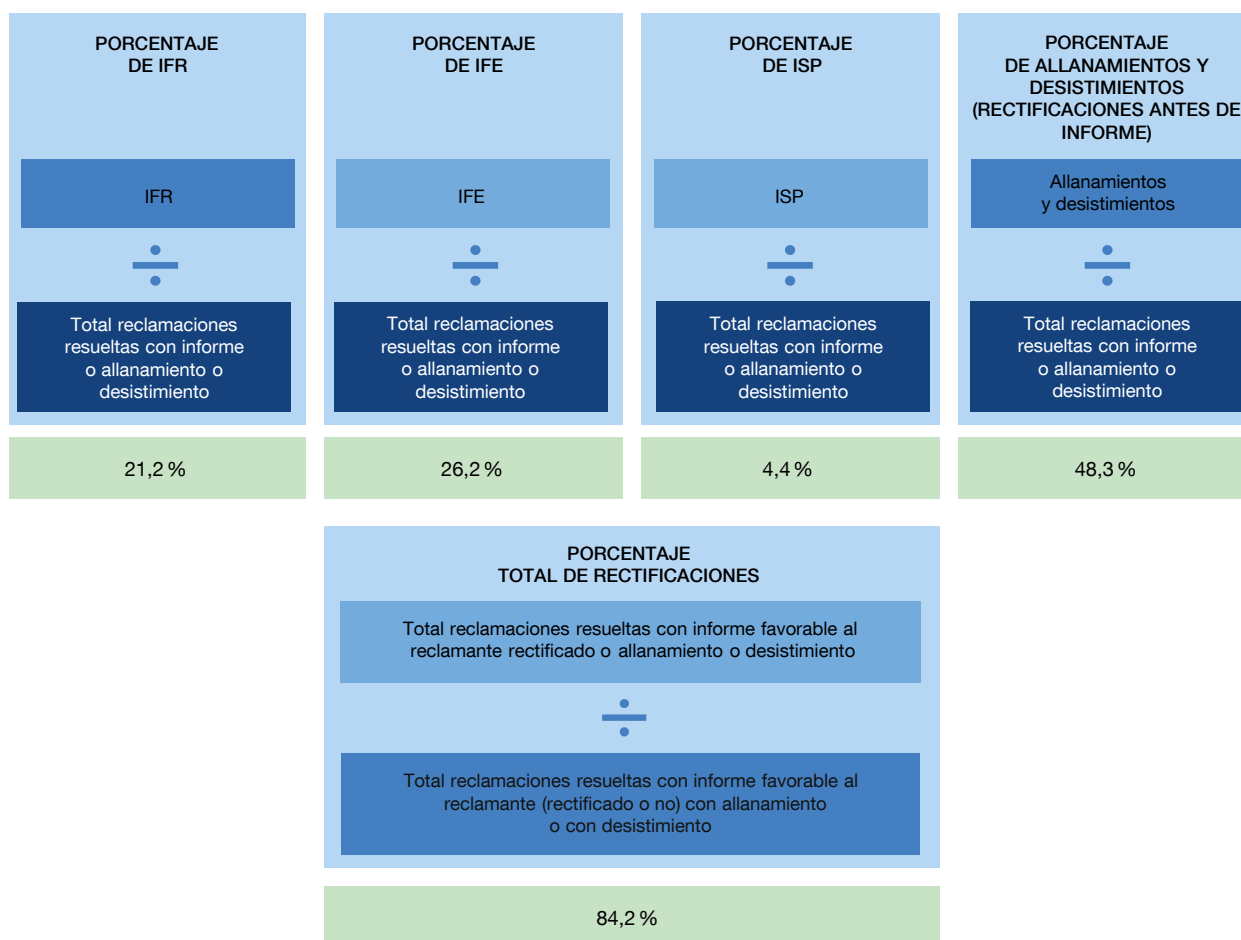 PORCENTAJE
DE IFR
IFR
Total reclamaciones
resueltas con informe
o allanamiento o
desistimiento
21,2 %
PORCENTAJE
DE IFE
IFE
Total reclamaciones
resueltas con informe
o allanamiento o
desistimiento
26,2 %
PORCENTAJE
DE ISP
ISP
Total reclamaciones
resueltas con informe
o allanamiento o
desistimiento
4,4 %
PORCENTAJE
DE ALLANAMIENTOS Y
DESISTIMIENTOS
(RECTIFICACIONES ANTES DE
INFORME)
Allanamientos
y desistimientos
Total reclamaciones
resueltas con informe
o allanamiento o
desistimiento
48,3 %
PORCENTAJE
TOTAL DE RECTIFICACIONES
Total reclamaciones resueltas con informe favorable al
reclamante rectificado o allanamiento o desistimiento
Total reclamaciones resueltas con informe favorable al
reclamante (rectificado o no) con allanamiento
o con desistimiento
84,2 %